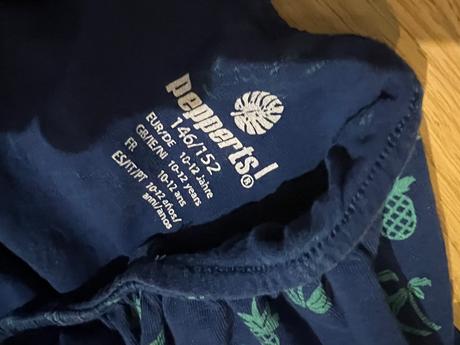 pepperts!®
146/152
EUR/DE 10-12 Jahre
GB/IE/NI 10-12 years
FR 10-12 ans
ES/IT/PT 10-12 años/
anni/anos